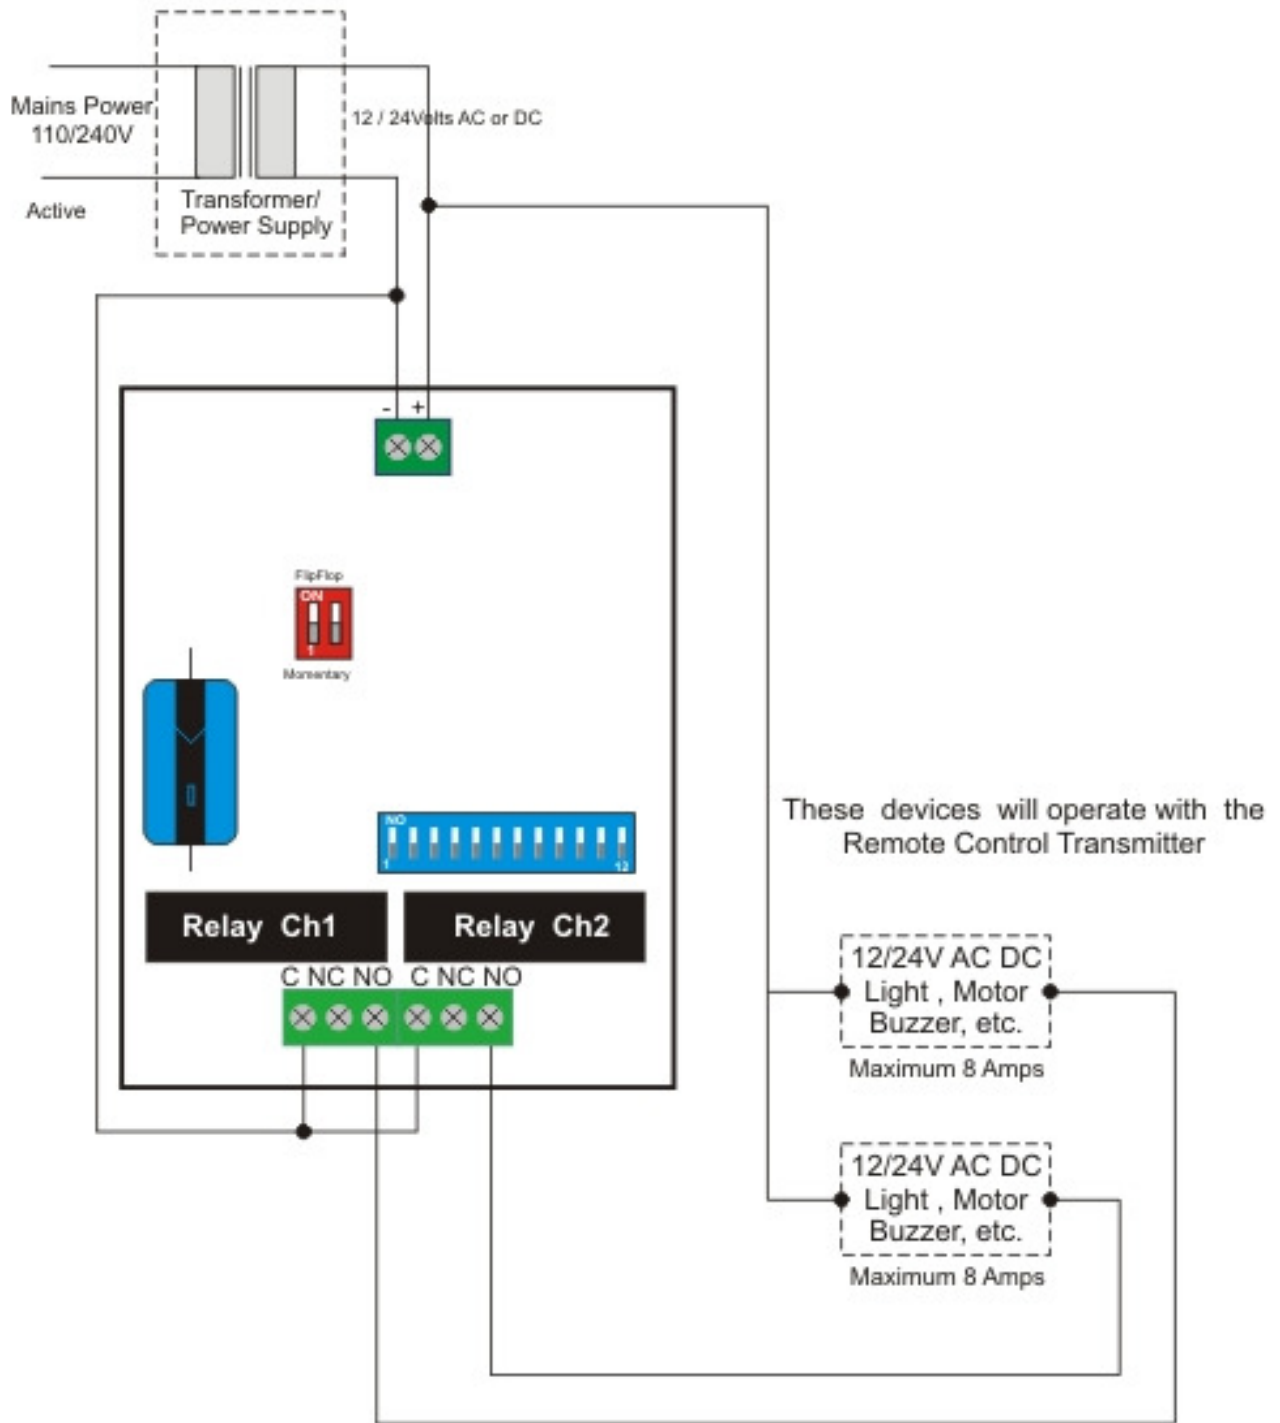 Mains Power
110/240V
12 / 24Volts AC or DC
Active
Transformer/
Power Supply
- +
FlipFlop
ON
1
Momentary
NO
1
12
Relay Ch1
Relay Ch2
C NC NO C NC NO
These devices will operate with the
Remote Control Transmitter
12/24V AC DC
Light , Motor
Buzzer, etc.
Maximum 8 Amps
12/24V AC DC
Light , Motor
Buzzer, etc.
Maximum 8 Amps